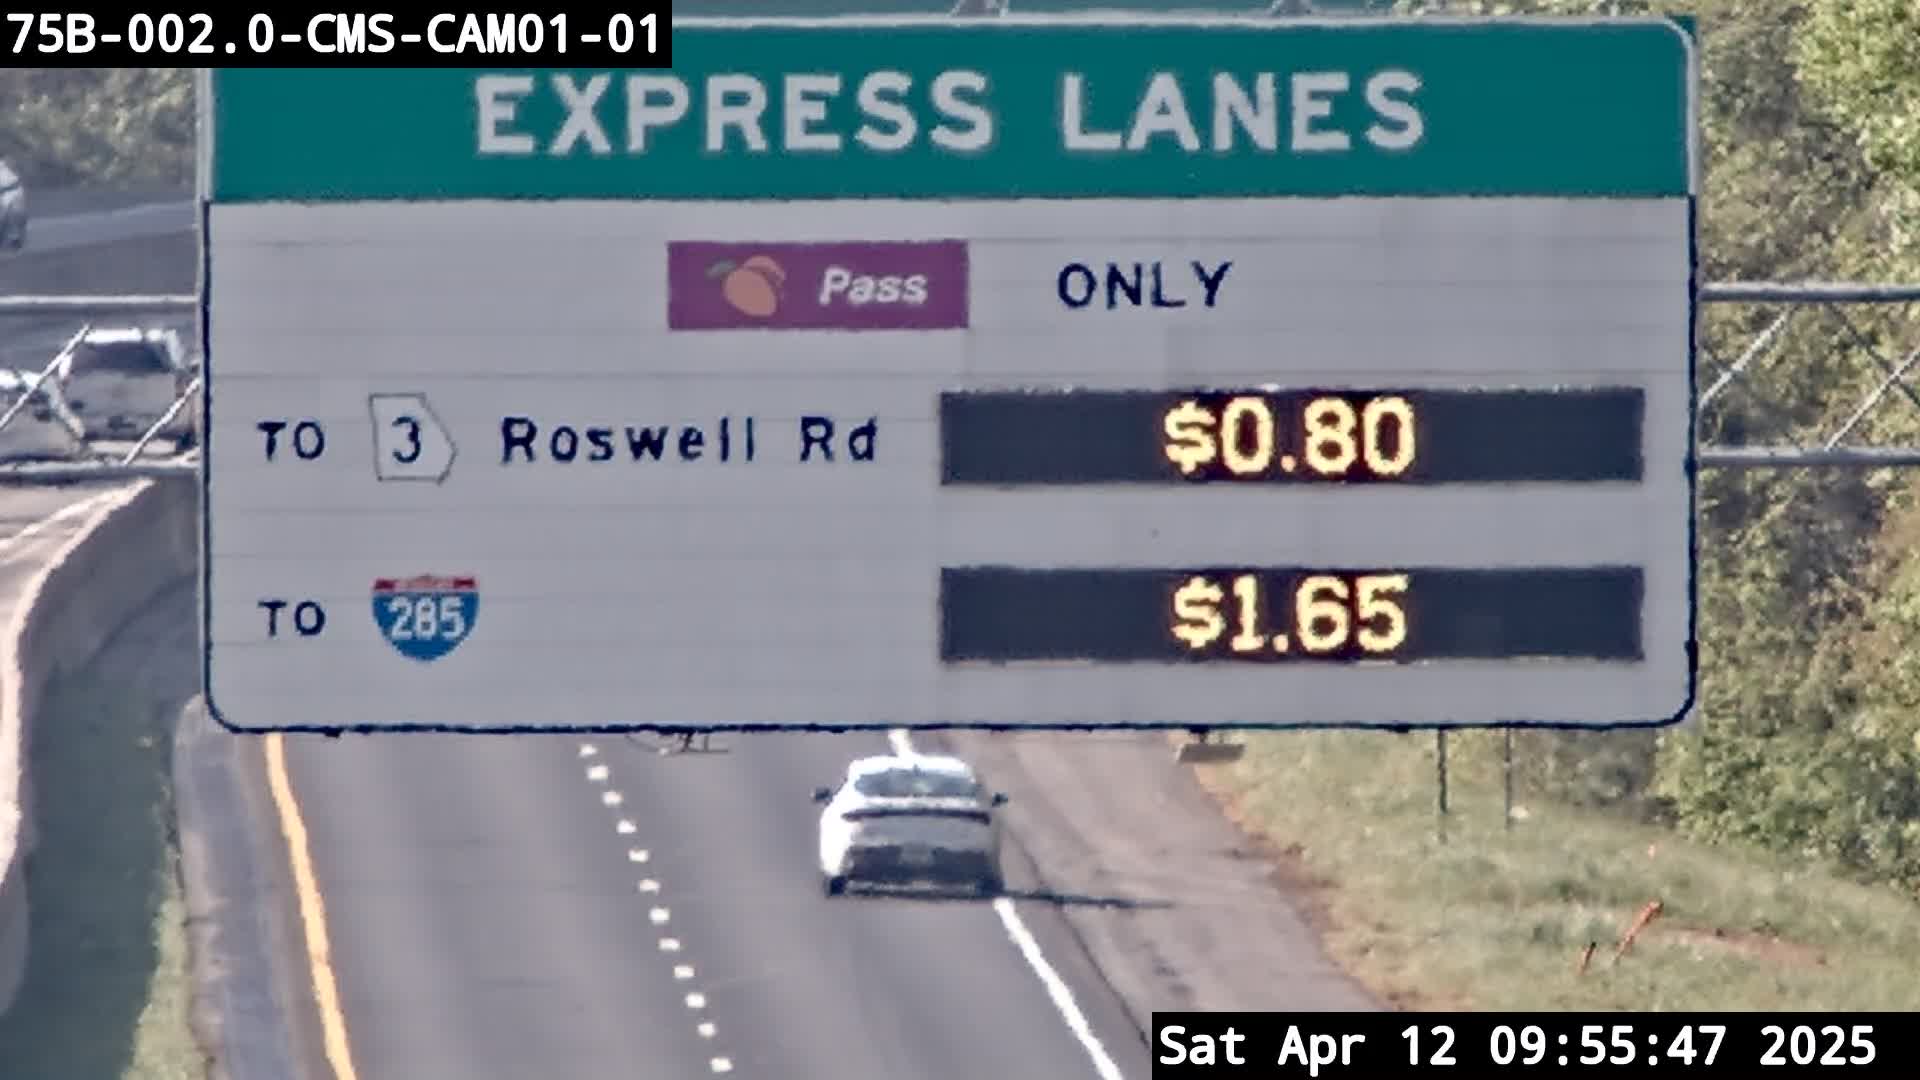 75B-002.0-CMS-CAM01-01
EXPRESS LANES
Pass ONLY
TO 3 Roswell Rd $0.80
TO 285 $1.65
Sat Apr 12 09:55:47 2025